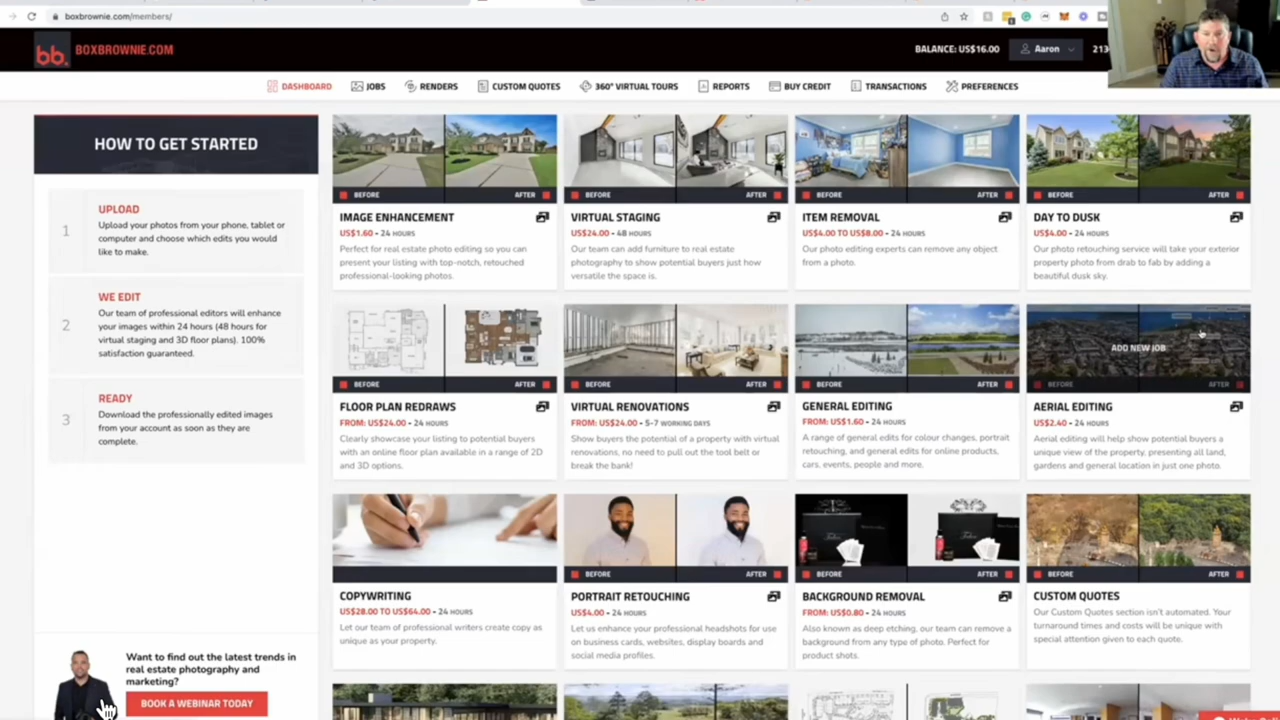 boxbrownie.com/members/
bb. BOXBROWNIE.COM
BALANCE: US$16.00
Aaron
213
DASHBOARD JOBS RENDERS CUSTOM QUOTES 360° VIRTUAL TOURS REPORTS BUY CREDIT TRANSACTIONS PREFERENCES
HOW TO GET STARTED
1
UPLOAD
Upload your photos from your phone, tablet or
computer and choose which edits you would
like to make.
2
WE EDIT
Our team of professional editors will enhance
your images within 24 hours (48 hours for
virtual staging and 3D floor plans). 100%
satisfaction guaranteed.
3
READY
Download the professionally edited images
from your account as soon as they are
complete.
Want to find out the latest trends in
real estate photography and
marketing?
BOOK A WEBINAR TODAY
BEFORE AFTER
IMAGE ENHANCEMENT
US$1.60 - 24 HOURS
Perfect for real estate photo editing so you can
present your listing with top-notch, retouched
professional-looking photos.
BEFORE AFTER
VIRTUAL STAGING
US$24.00 - 48 HOURS
Our team can add furniture to real estate
photography to show potential buyers just how
versatile the space is.
BEFORE AFTER
ITEM REMOVAL
US$4.00 TO US$8.00 - 24 HOURS
Our photo editing experts can remove any object
from a photo.
BEFORE AFTER
DAY TO DUSK
US$4.00 - 24 HOURS
Our photo retouching service will take your exterior
property photo from drab to fab by adding a
beautiful dusk sky.
BEFORE AFTER
FLOOR PLAN REDRAWS
FROM: US$24.00 - 24 HOURS
Clearly showcase your listing to potential buyers
with an online floor plan available in a range of 2D
and 3D options.
BEFORE AFTER
VIRTUAL RENOVATIONS
FROM: US$24.00 - 5-7 WORKING DAYS
Show buyers the potential of a property with virtual
renovations, no need to pull out the tool belt or
break the bank!
BEFORE AFTER
GENERAL EDITING
FROM: US$1.60 - 24 HOURS
A range of general edits for colour changes, portrait
retouching, and general edits for online products,
cars, events, people and more.
ADD NEW JOB
BEFORE AFTER
AERIAL EDITING
US$2.40 - 24 HOURS
Aerial editing will help show potential buyers a
unique view of the property, presenting all land,
gardens and general location in just one photo.
COPYWRITING
US$28.00 TO US$64.00 - 24 HOURS
Let our team of professional writers create copy as
unique as your property.
BEFORE AFTER
PORTRAIT RETOUCHING
US$4.00 - 24 HOURS
Let us enhance your professional headshots for use
on business cards, websites, display boards and
social media profiles.
BEFORE AFTER
BACKGROUND REMOVAL
FROM: US$0.80 - 24 HOURS
Also known as deep etching, our team can remove a
background from any type of photo. Perfect for
product shots.
BEFORE AFTER
CUSTOM QUOTES
Our Custom Quotes section isn't automated. Your
turnaround times and costs will be unique with
special attention given to each quote.